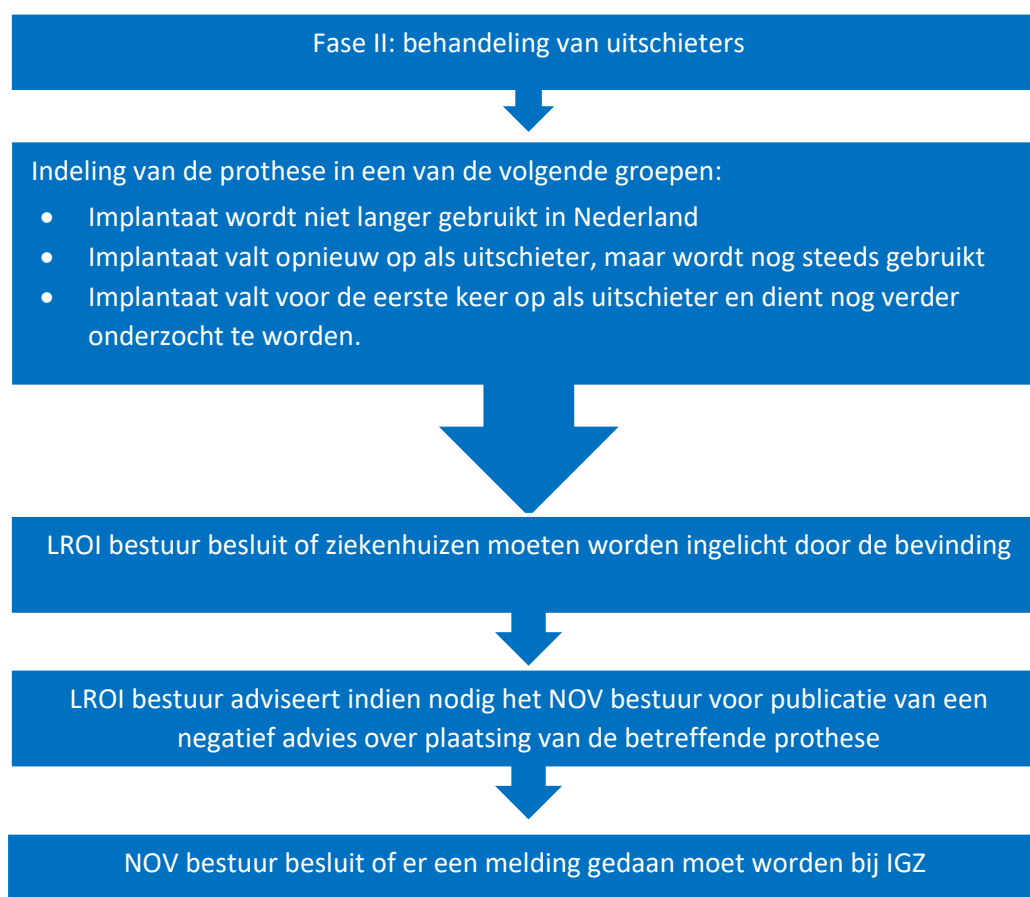 Fase II: behandeling van uitschieters
Indeling van de prothese in een van de volgende groepen:
• Implantaat wordt niet langer gebruikt in Nederland
• Implantaat valt opnieuw op als uitschieter, maar wordt nog steeds gebruikt
• Implantaat valt voor de eerste keer op als uitschieter en dient nog verder
onderzocht te worden.
LROI bestuur besluit of ziekenhuizen moeten worden ingelicht door de bevinding
LROI bestuur adviseert indien nodig het NOV bestuur voor publicatie van een
negatief advies over plaatsing van de betreffende prothese
NOV bestuur besluit of er een melding gedaan moet worden bij IGZ